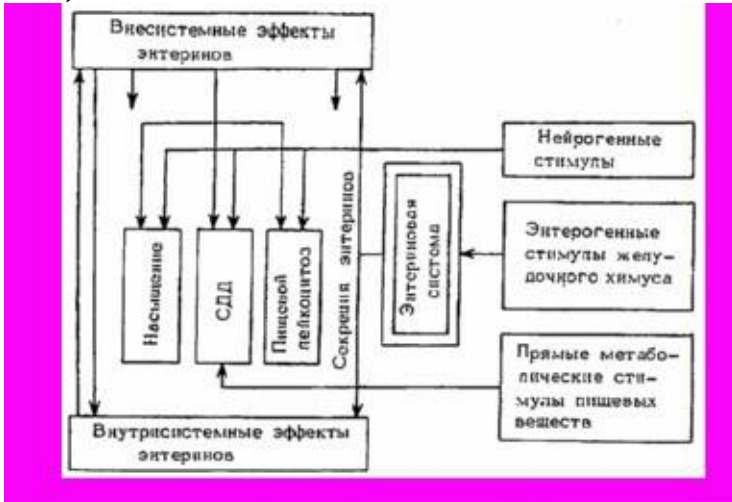 Внесистемные эффекты
энтеринов
Нейрогенные
стимулы
Насыщение
СДД
Пищевой
лейкоцитоз
Секреция энтеринов
Энтериновая
система
Энтерогенные
стимулы желу-
дочного химуса
Прямые метабо-
лические сти-
мулы пищевых
веществ
Внутрисистемные эффекты
энтеринов